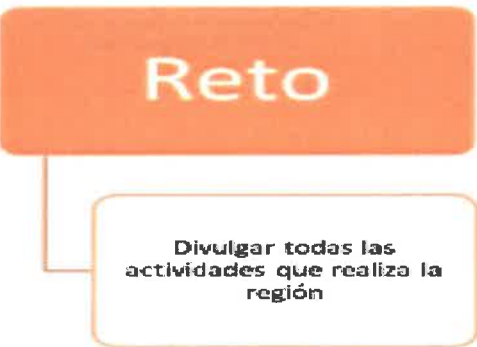 Reto
Divulgar todas las
actividades que realiza la
región